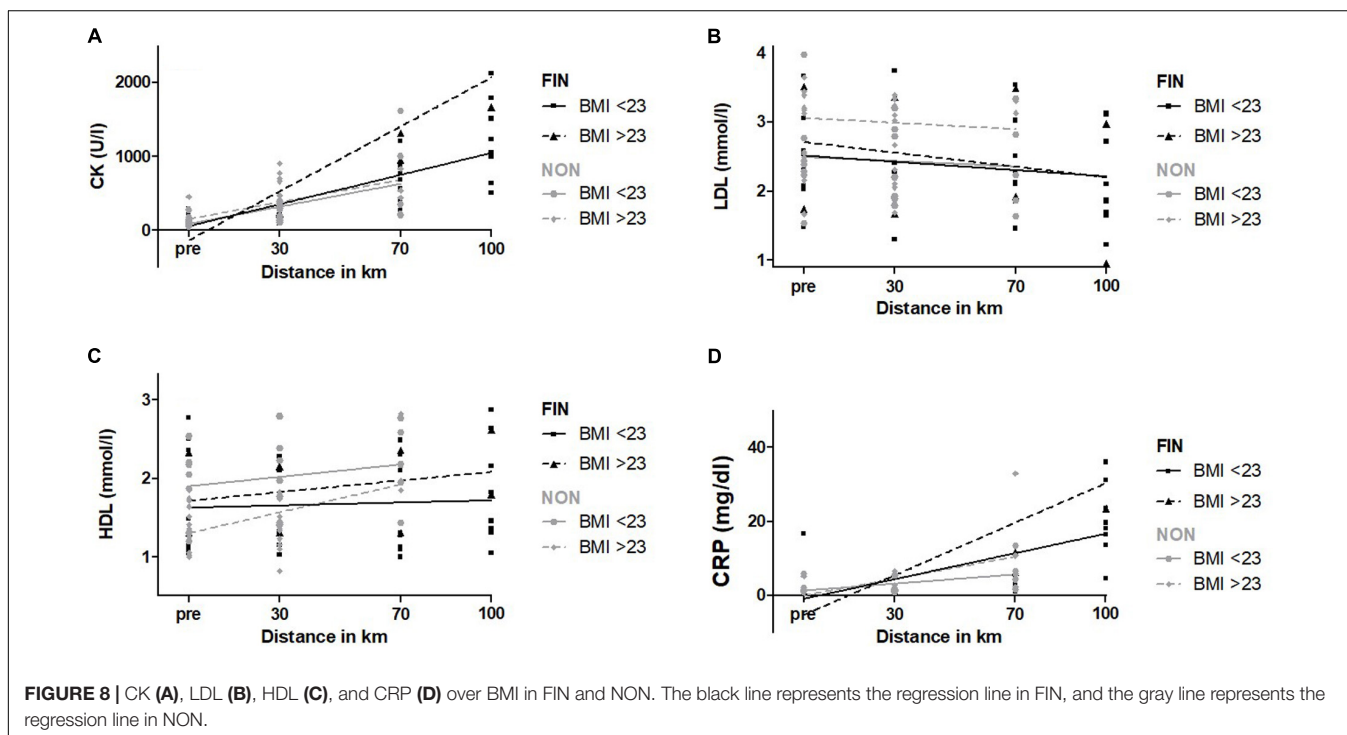 A
CK (U/l)
2000
1000
0
pre
30
70
100
Distance in km
FIN
BMI <23
BMI >23
NON
BMI <23
BMI >23
B
LDL (mmol/l)
4
3
2
1
pre
30
70
100
Distance in km
FIN
BMI <23
BMI >23
NON
BMI <23
BMI >23
C
HDL (mmol/l)
3
2
1
pre
30
70
100
Distance in km
FIN
BMI <23
BMI >23
NON
BMI <23
BMI >23
D
CRP (mg/dl)
40
20
0
pre
30
70
100
Distance in km
FIN
BMI <23
BMI >23
NON
BMI <23
BMI >23
FIGURE 8 | CK (A), LDL (B), HDL (C), and CRP (D) over BMI in FIN and NON. The black line represents the regression line in FIN, and the gray line represents the
regression line in NON.